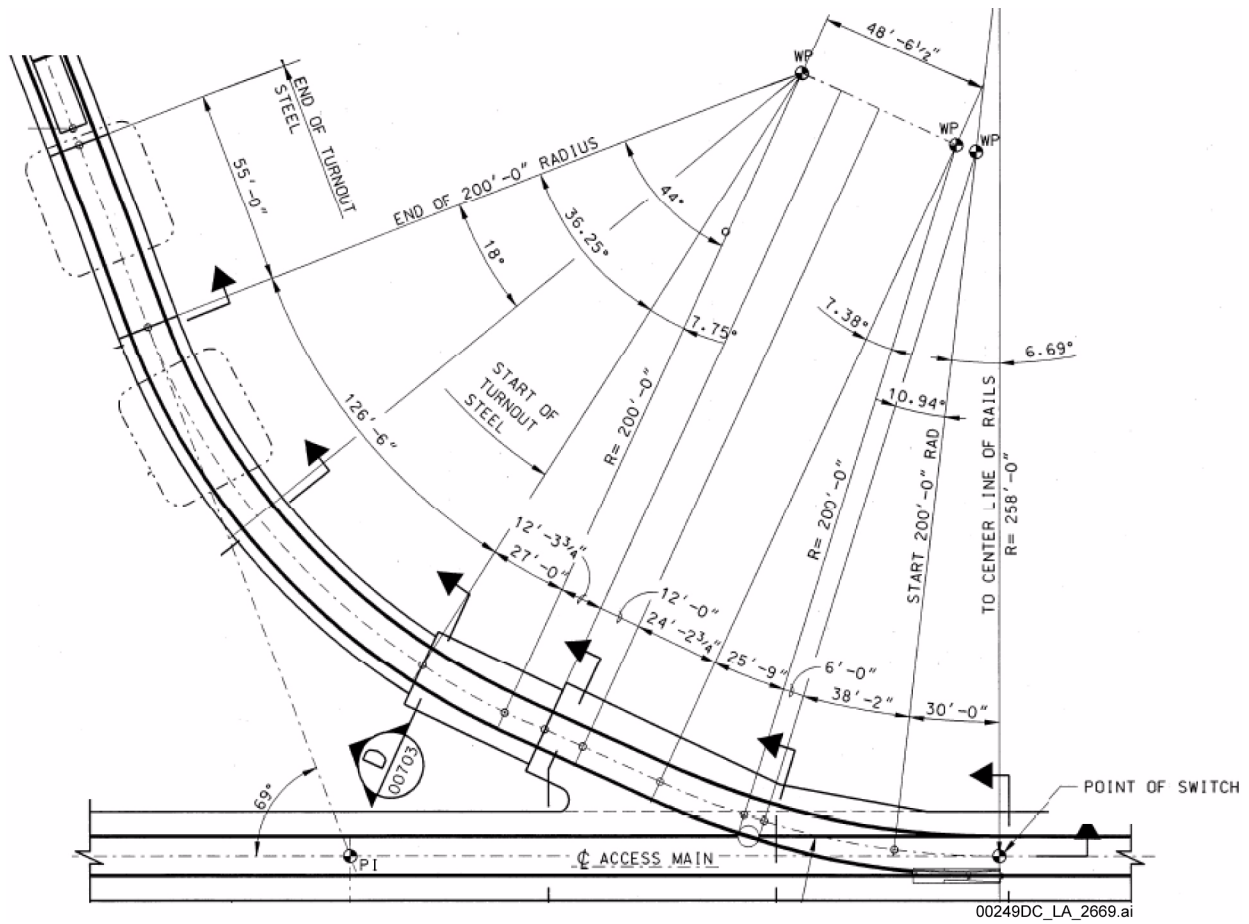 48'-6½"
WP
WP
WP
END OF TURNOUT
STEEL
55'-0"
END OF 200'-0" RADIUS
44°
36.25°
18°
7.75°
7.38°
6.69°
10.94°
START OF
TURNOUT
STEEL
R= 200'-0"
126'-6"
R= 200'-0"
START 200'-0" RAD
TO CENTER LINE OF RAILS
R= 258'-0"
12'-3¾"
27'-0"
12'-0"
24'-2¾"
25'-9"
6'-0"
38'-2"
30'-0"
D
00703
69°
POINT OF SWITCH
PI
℄ ACCESS MAIN
00249DC_LA_2669.ai